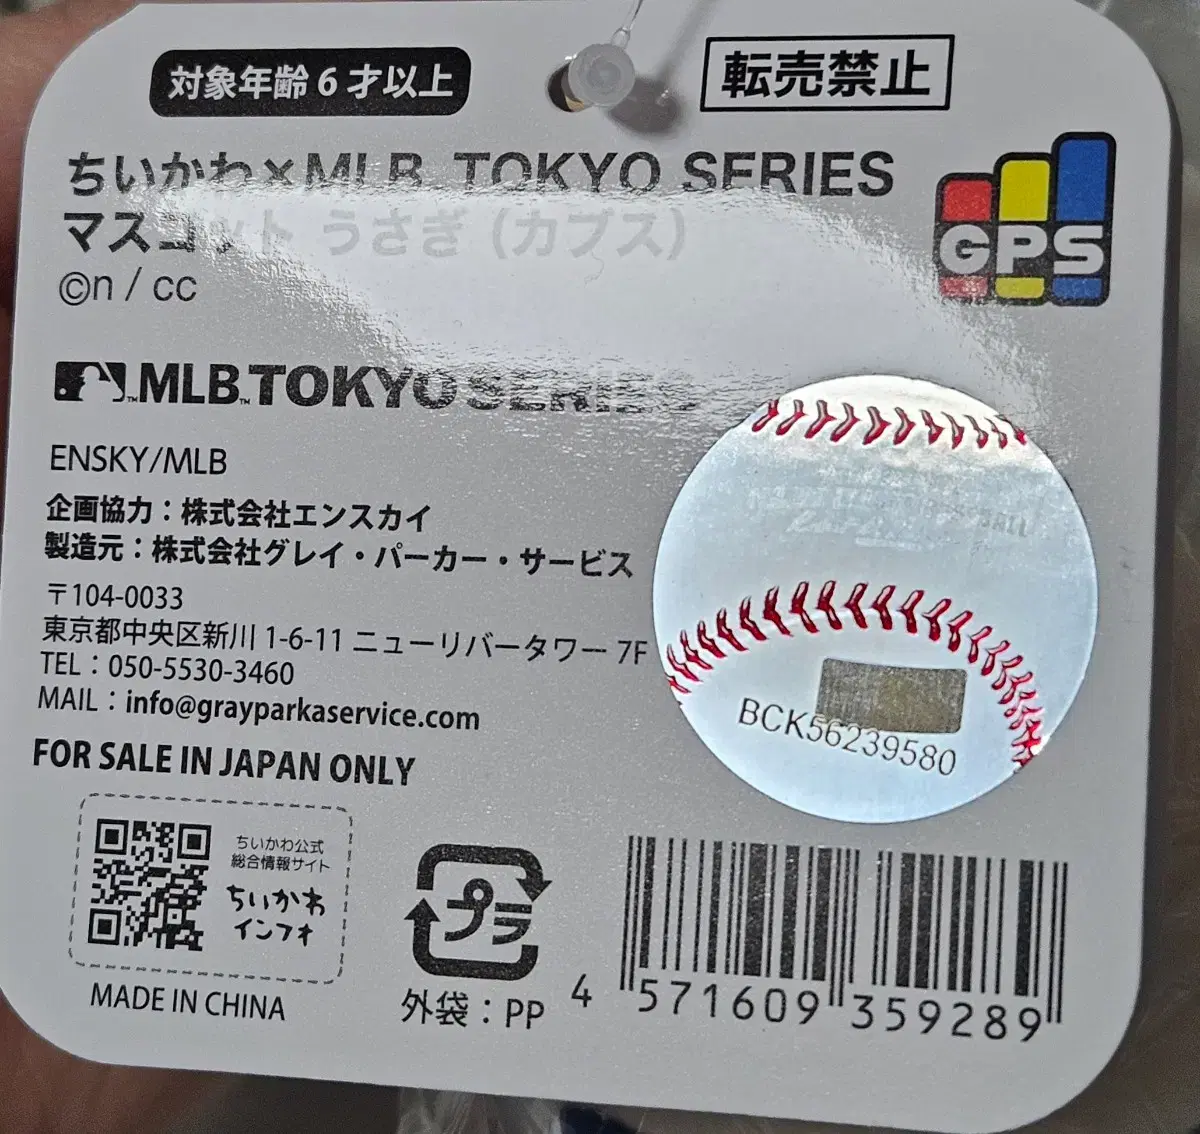 対象年齢6才以上
転売禁止
ちいかわ×MLB TOKYO SERIES
マスコット うさぎ（カブス）
©n / cc
GPS
MLB™ TOKYO SERIES
ENSKY/MLB
企画協力：株式会社エンスカイ
製造元：株式会社グレイ・パーカー・サービス
〒104-0033
東京都中央区新川 1-6-11 ニューリバータワー 7F
TEL：050-5530-3460
MAIL：info@grayparkaservice.com
FOR SALE IN JAPAN ONLY
BCK56239580
ちいかわ公式
総合情報サイト
ちいかわ
インフォ
MADE IN CHINA
プラ
外袋：PP
4 571609 359289